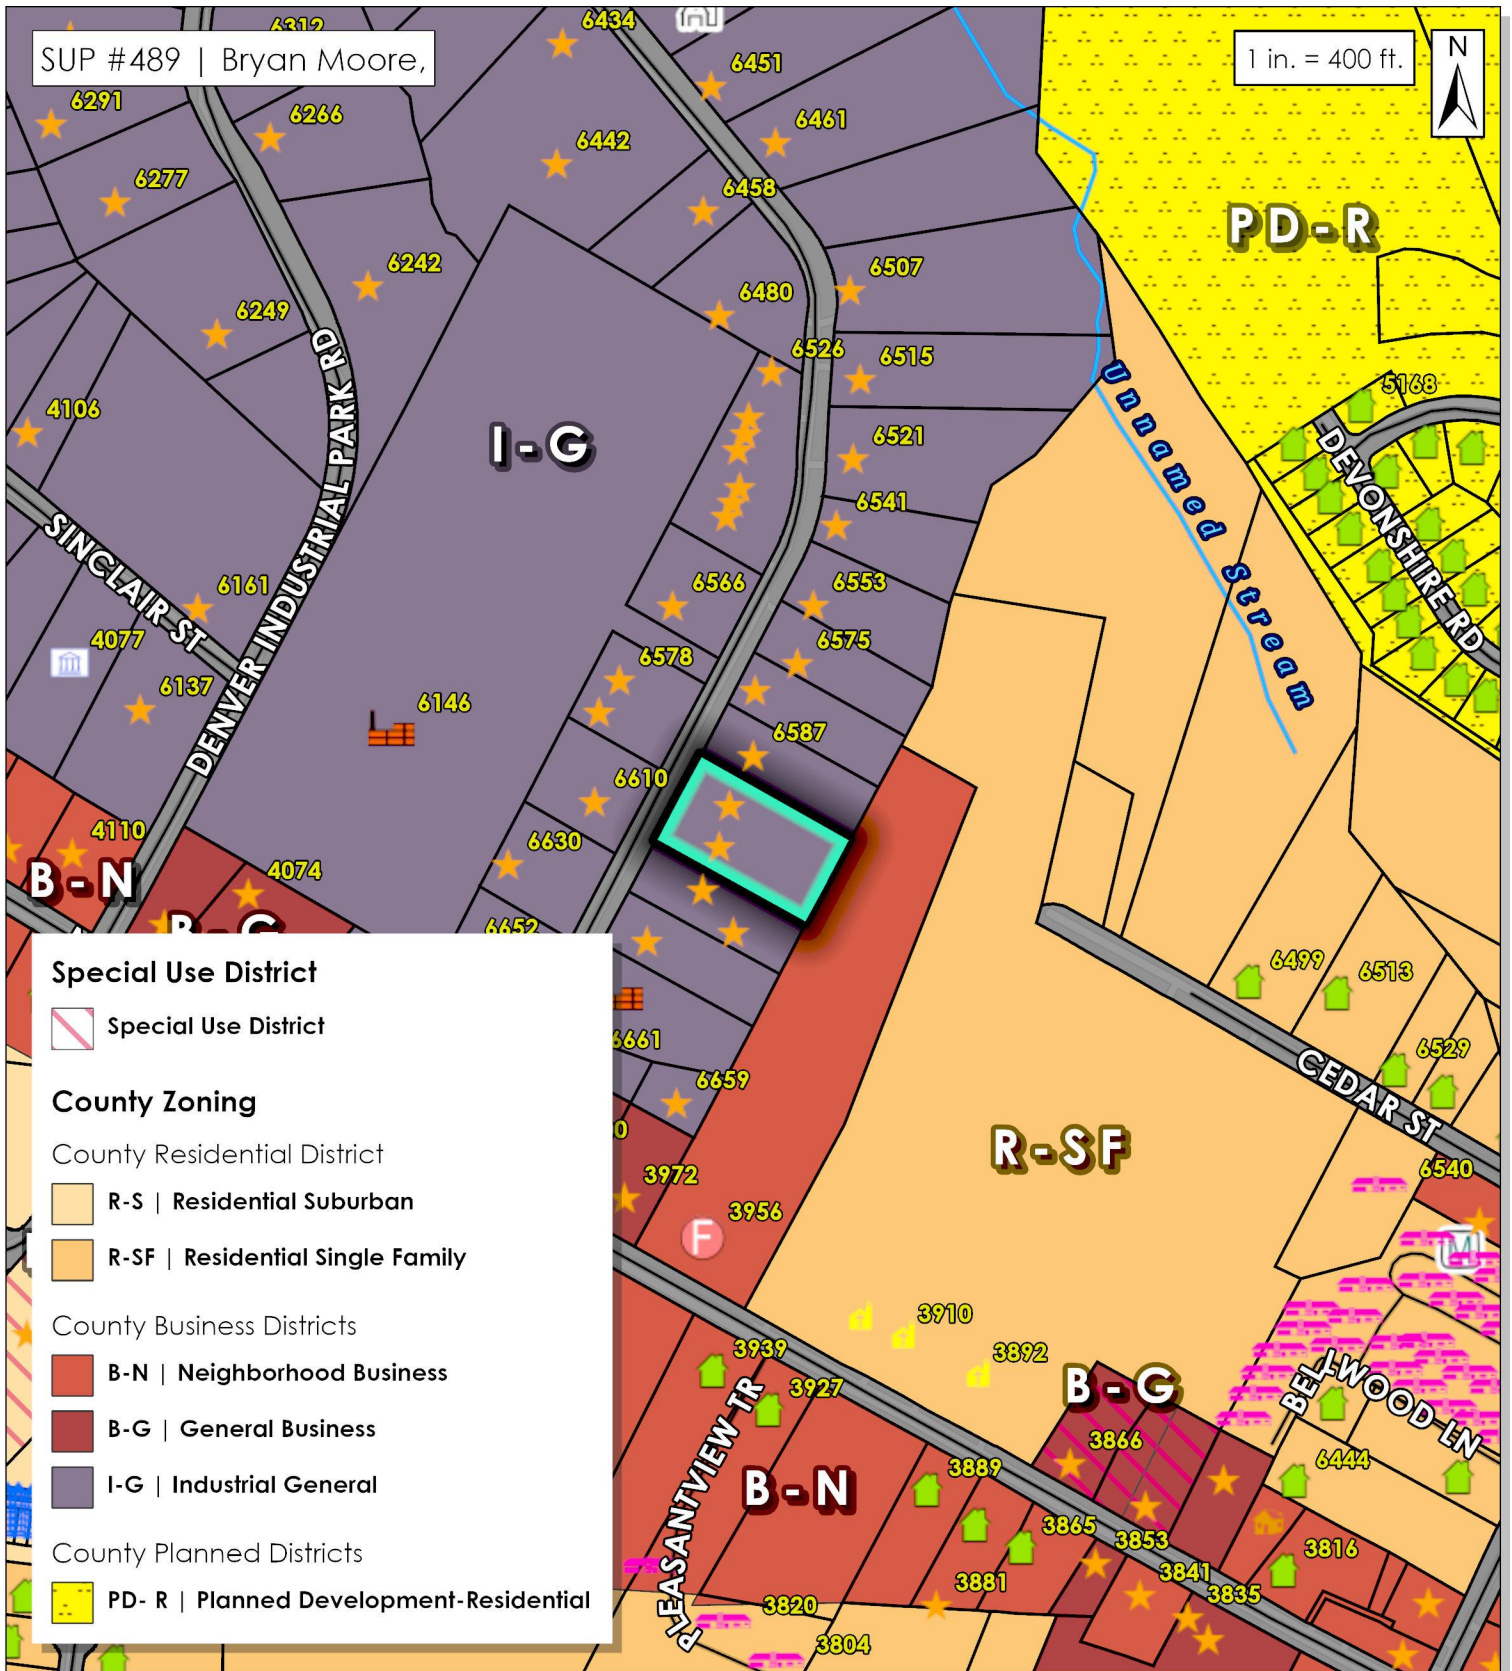 SUP #489 | Bryan Moore,
1 in. = 400 ft.
N
6312
6434
6451
6291
6266
6461
6442
6277
6458
PD-R
6242
6507
6480
6249
6526
6515
5168
4106
I-G
6521
6541
DENVER INDUSTRIAL PARK RD
Unnamed Stream
DEVONSHIRE RD
SINCLAIR ST
6161
6566
6553
4077
6578
6575
6137
6146
6587
6610
4110
6630
B-N
4074
B-G
6652
6499
6513
6529
CEDAR ST
6661
6659
R-SF
3972
6540
3956
F
M
3910
3939
3892
3927
B-G
BELLWOOD LN
PLEASANTVIEW TR
3866
B-N
3889
6444
3865
3853
3816
3881
3841
3835
3820
3804
Special Use District
Special Use District
County Zoning
County Residential District
R-S | Residential Suburban
R-SF | Residential Single Family
County Business Districts
B-N | Neighborhood Business
B-G | General Business
I-G | Industrial General
County Planned Districts
PD- R | Planned Development-Residential